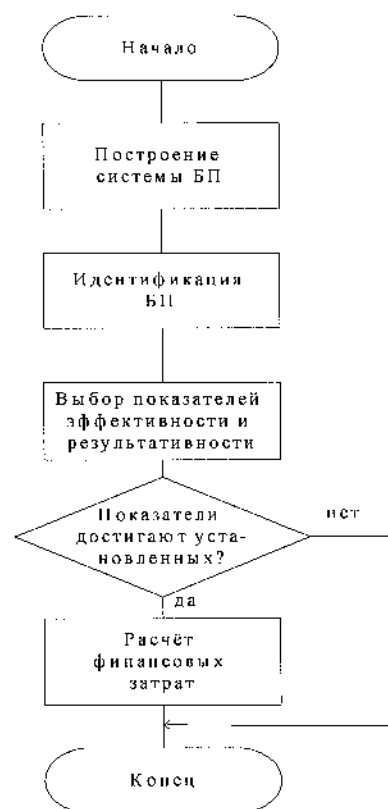 Начало
Построение
системы БП
Идентификация
БП
Выбор показателей
эффективности и
результативности
Показатели
достигают уста-
новленных?
нет
да
Расчёт
финансовых
затрат
Конец